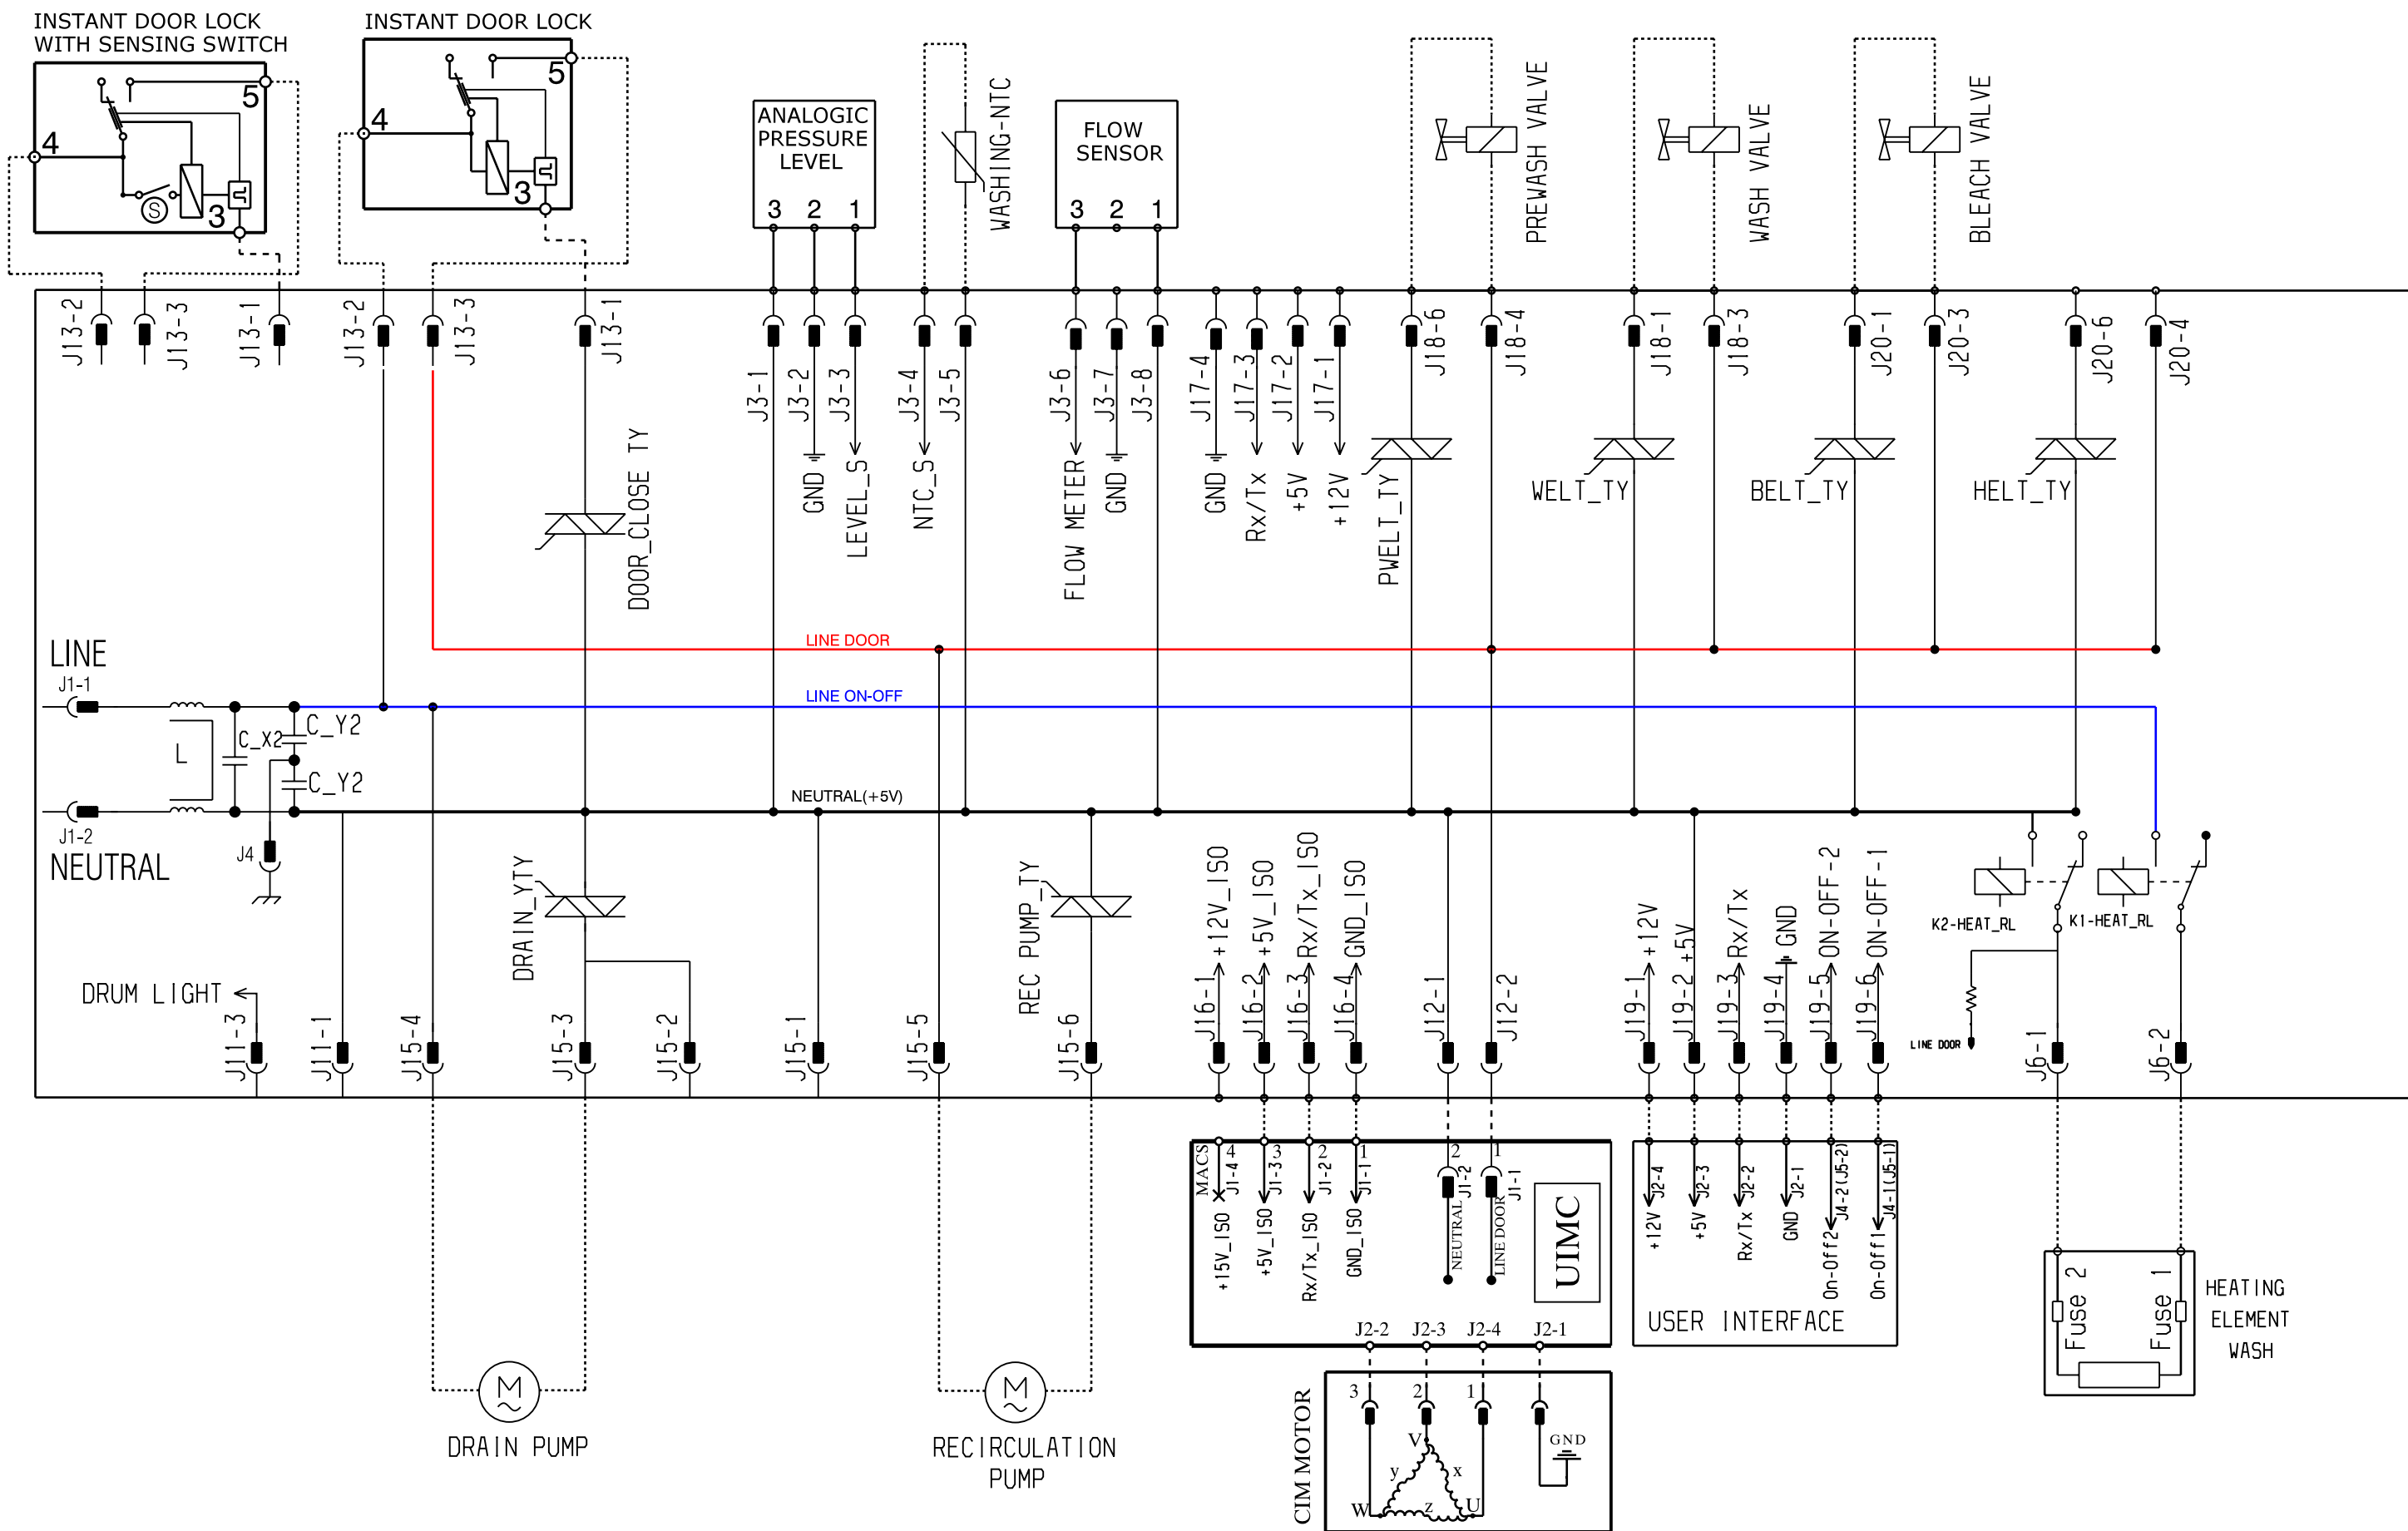 INSTANT DOOR LOCK
WITH SENSING SWITCH
INSTANT DOOR LOCK
5
4
S
3
5
4
3
ANALOGIC
PRESSURE
LEVEL
3 2 1
WASHING-NTC
FLOW
SENSOR
3 2 1
PREWASH VALVE
WASH VALVE
BLEACH VALVE
J13-2
J13-3
J13-1
J13-2
J13-3
J13-1
J3-1
J3-2
J3-3
J3-4
J3-5
J3-6
J3-7
J3-8
J17-4
J17-3
J17-2
J17-1
J18-6
J18-4
J18-1
J18-3
J20-1
J20-3
J20-6
J20-4
DOOR_CLOSE TY
GND
LEVEL_S
NTC_S
FLOW METER
GND
GND
Rx/Tx
+5V
+12V
PWELT_TY
WELT_TY
BELT_TY
HELT_TY
LINE DOOR
LINE
J1-1
LINE ON-OFF
L
C_X2
C_Y2
C_Y2
NEUTRAL(+5V)
J1-2
NEUTRAL
J4
DRAIN_YTY
REC PUMP_TY
+12V_ISO
+5V_ISO
Rx/Tx_ISO
GND_ISO
+12V
+5V
Rx/Tx
GND
ON-OFF-2
ON-OFF-1
K2-HEAT_RL
K1-HEAT_RL
LINE DOOR
DRUM LIGHT
J11-3
J11-1
J15-4
J15-3
J15-2
J15-1
J15-5
J15-6
J16-1
J16-2
J16-3
J16-4
J12-1
J12-2
J19-1
J19-2
J19-3
J19-4
J19-5
J19-6
J6-1
J6-2
MACS
4
J1-4
3
J1-3
2
J1-2
1
J1-1
2
J1-2
1
J1-1
+15V_ISO
+5V_ISO
Rx/Tx_ISO
GND_ISO
NEUTRAL
LINE DOOR
UIMC
J2-2 J2-3 J2-4 J2-1
J2-4
J2-3
J2-2
J2-1
J4-2(J5-2)
J4-1(J5-1)
+12V
+5V
Rx/Tx
GND
On-Off2
On-Off1
USER INTERFACE
Fuse 2
Fuse 1
HEATING
ELEMENT
WASH
M
DRAIN PUMP
M
RECIRCULATION
PUMP
CIM MOTOR
3 2 1
V
y x
W z U
GND